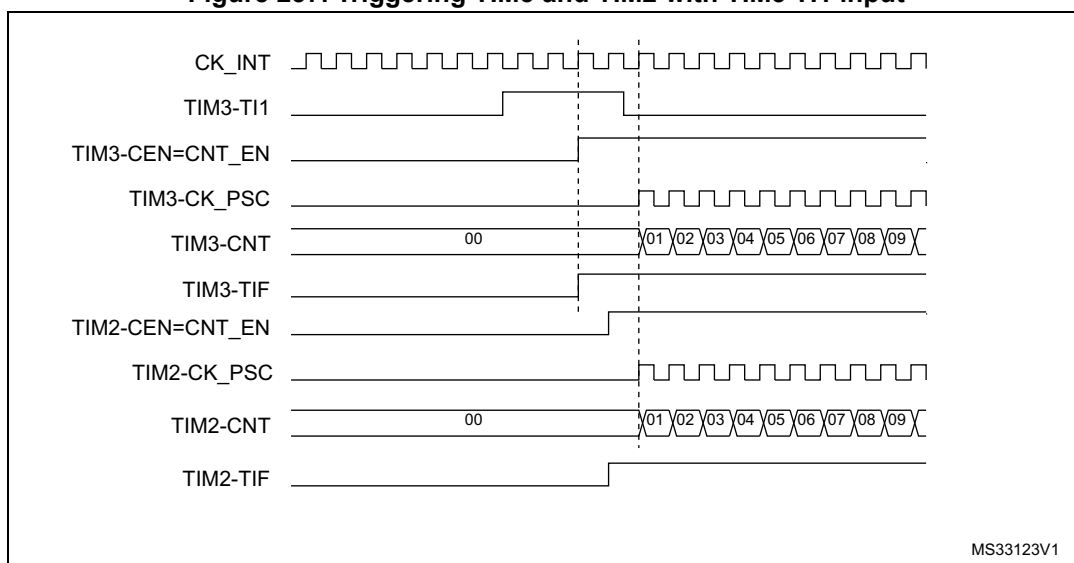 Figure Triggering TIM3 and TIM2 with TIM3 TI1 input
CK_INT
TIM3-TI1
TIM3-CEN=CNT_EN
TIM3-CK_PSC
TIM3-CNT 00 01 02 03 04 05 06 07 08 09
TIM3-TIF
TIM2-CEN=CNT_EN
TIM2-CK_PSC
TIM2-CNT 00 01 02 03 04 05 06 07 08 09
TIM2-TIF
MS33123V1